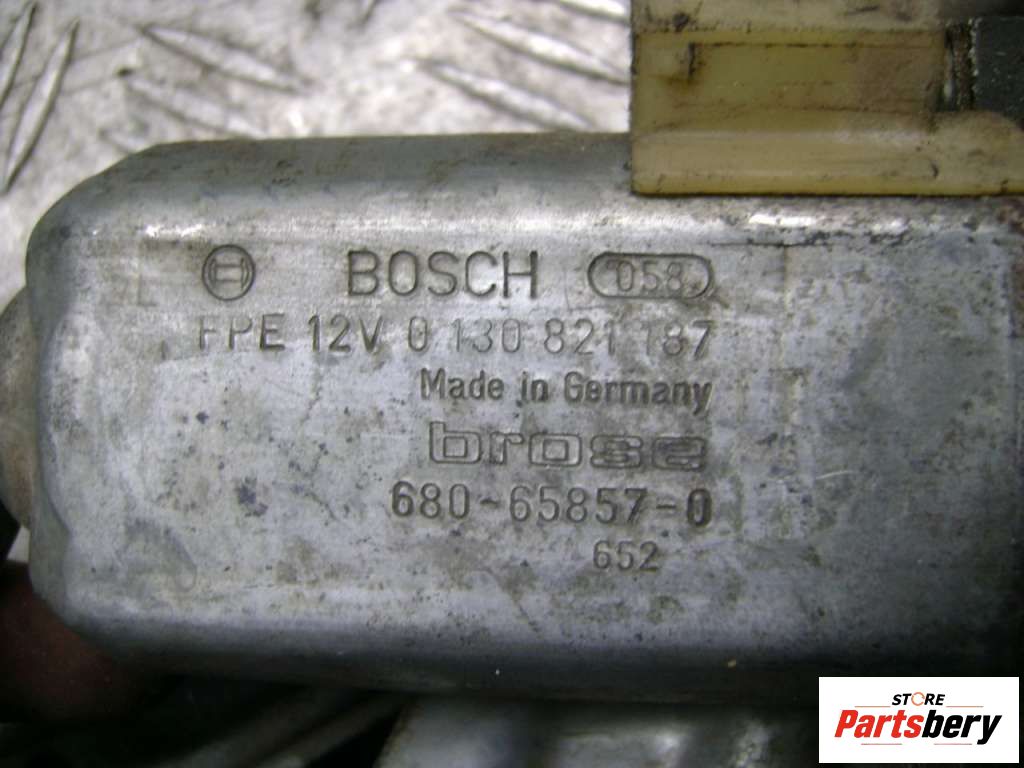 BOSCH 058
FPE 12V 0 130 821 187
Made in Germany
brose
680-65857-0
652
STORE
Partsbery